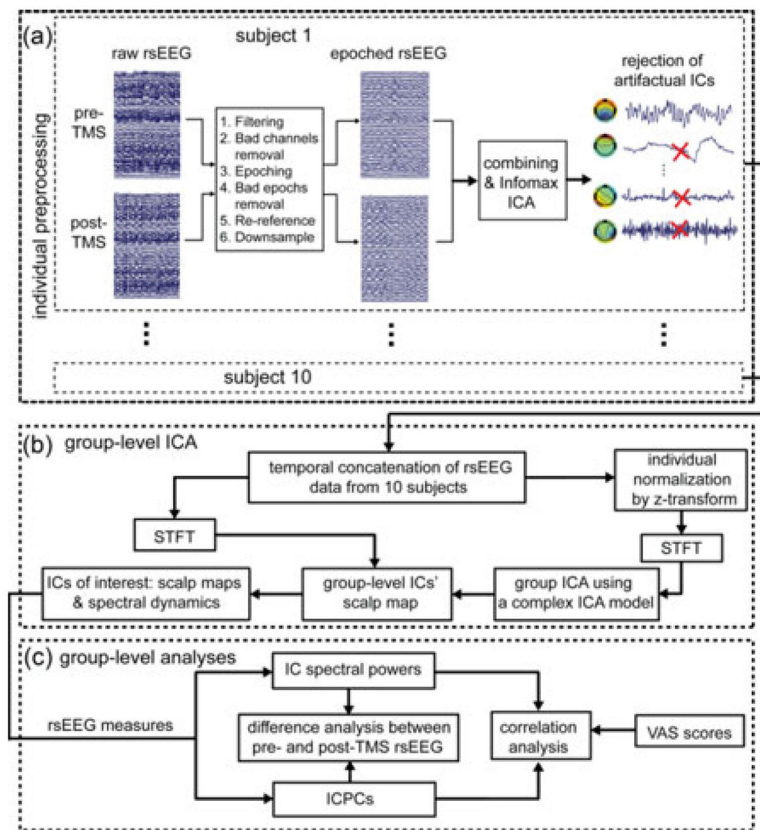 (a)
subject 1
raw rsEEG
epoched rsEEG
rejection of
artifactual ICs
individual preprocessing
pre-
TMS
post-
TMS
1. Filtering
2. Bad channels
removal
3. Epoching
4. Bad epochs
removal
5. Re-reference
6. Downsample
combining
& Infomax
ICA
subject 10
(b) group-level ICA
temporal concatenation of rsEEG
data from 10 subjects
individual
normalization
by z-transform
STFT
STFT
ICs of interest: scalp maps
& spectral dynamics
group-level ICs'
scalp map
group ICA using
a complex ICA model
(c) group-level analyses
IC spectral powers
rsEEG measures
difference analysis between
pre- and post-TMS rsEEG
correlation
analysis
VAS scores
ICPCs